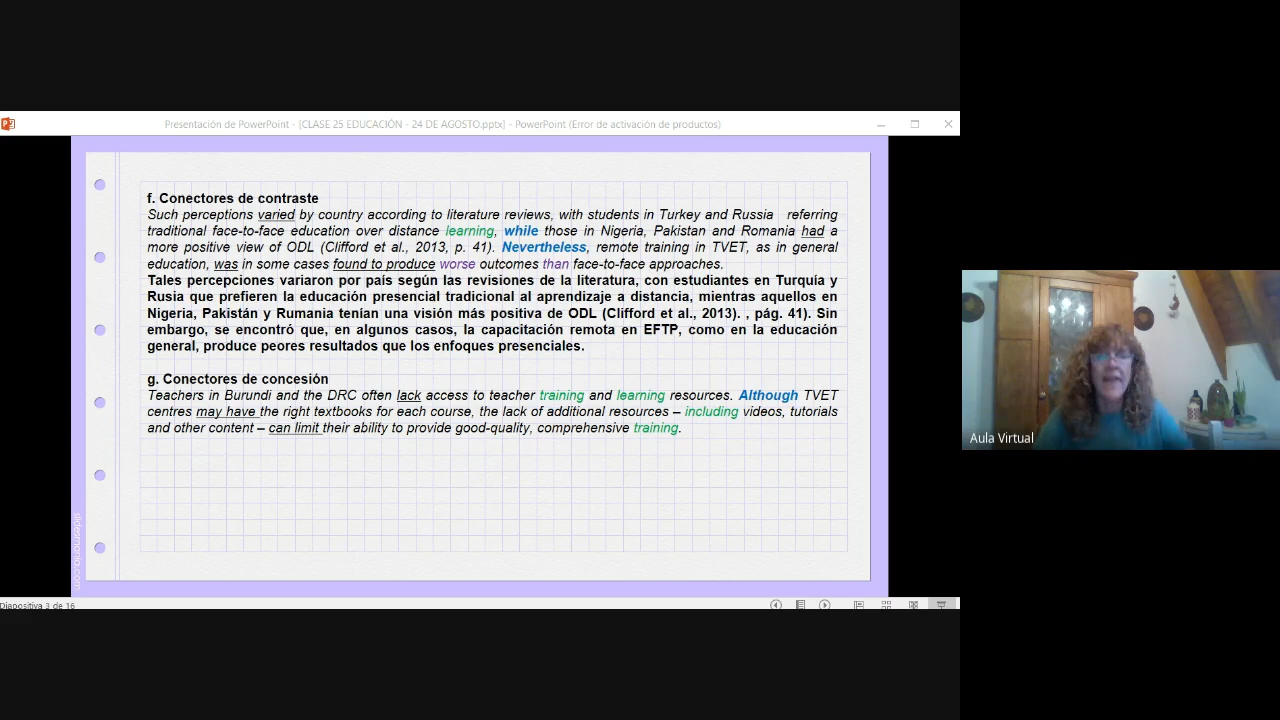 Presentación de PowerPoint - [CLASE 25 EDUCACIÓN - 24 DE AGOSTO.pptx] - PowerPoint (Error de activación de productos)
f. Conectores de contraste
Such perceptions varied by country according to literature reviews, with students in Turkey and Russia referring
traditional face-to-face education over distance learning, while those in Nigeria, Pakistan and Romania had a
more positive view of ODL (Clifford et al., 2013, p. 41). Nevertheless, remote training in TVET, as in general
education, was in some cases found to produce worse outcomes than face-to-face approaches.
Tales percepciones variaron por país según las revisiones de la literatura, con estudiantes en Turquía y
Rusia que prefieren la educación presencial tradicional al aprendizaje a distancia, mientras aquellos en
Nigeria, Pakistán y Rumania tenían una visión más positiva de ODL (Clifford et al., 2013). , pág. 41). Sin
embargo, se encontró que, en algunos casos, la capacitación remota en EFTP, como en la educación
general, produce peores resultados que los enfoques presenciales.
g. Conectores de concesión
Teachers in Burundi and the DRC often lack access to teacher training and learning resources. Although TVET
centres may have the right textbooks for each course, the lack of additional resources – including videos, tutorials
and other content – can limit their ability to provide good-quality, comprehensive training.
slidesmania.com
Diapositiva 3 de 16
Aula Virtual